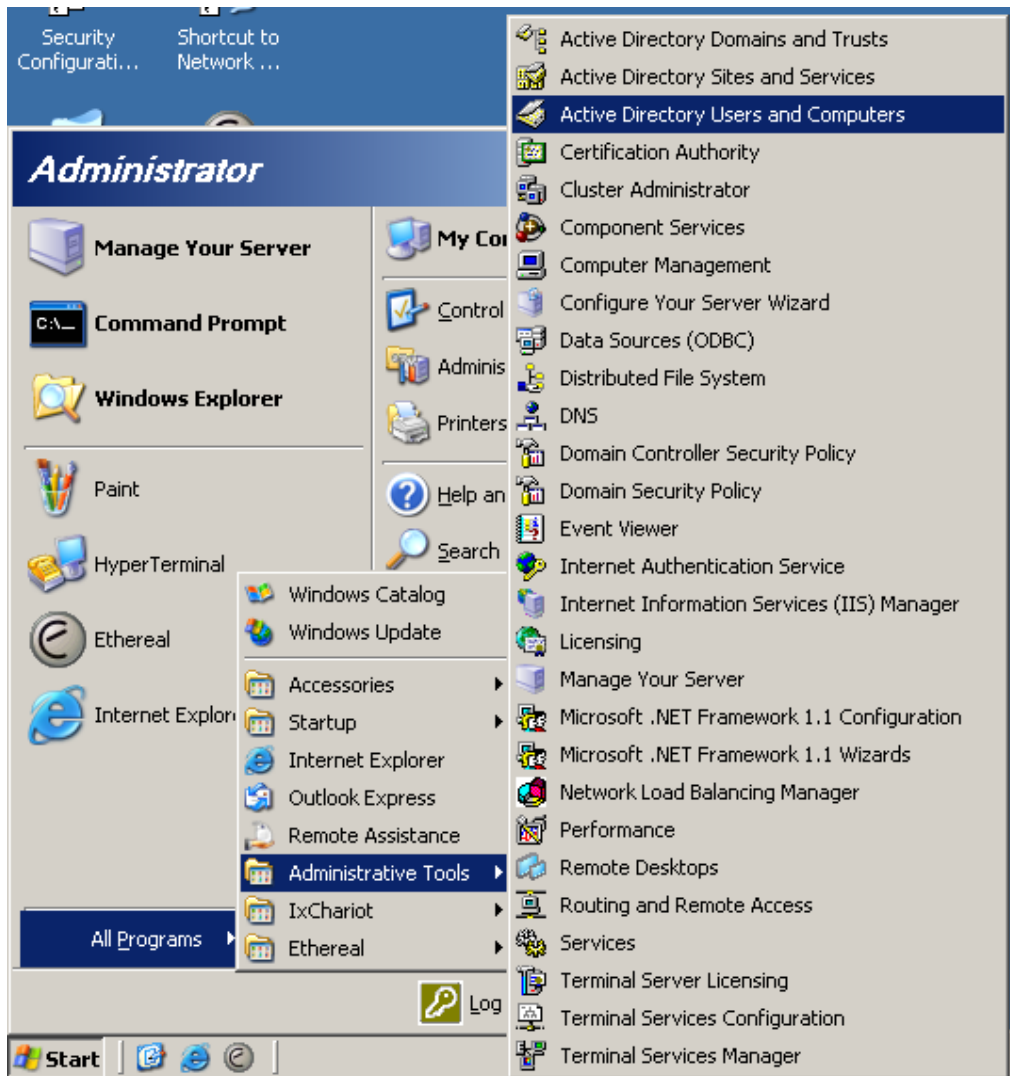 Security
Configurati...
Shortcut to
Network ...
Administrator
Manage Your Server
Command Prompt
Windows Explorer
Paint
HyperTerminal
Ethereal
Internet Explor
All Programs
My Co
Control
Adminis
Printers
Help an
Search
Log
Windows Catalog
Windows Update
Accessories
Startup
Internet Explorer
Outlook Express
Remote Assistance
Administrative Tools
IxChariot
Ethereal
Active Directory Domains and Trusts
Active Directory Sites and Services
Active Directory Users and Computers
Certification Authority
Cluster Administrator
Component Services
Computer Management
Configure Your Server Wizard
Data Sources (ODBC)
Distributed File System
DNS
Domain Controller Security Policy
Domain Security Policy
Event Viewer
Internet Authentication Service
Internet Information Services (IIS) Manager
Licensing
Manage Your Server
Microsoft .NET Framework 1.1 Configuration
Microsoft .NET Framework 1.1 Wizards
Network Load Balancing Manager
Performance
Remote Desktops
Routing and Remote Access
Services
Terminal Server Licensing
Terminal Services Configuration
Terminal Services Manager
Start